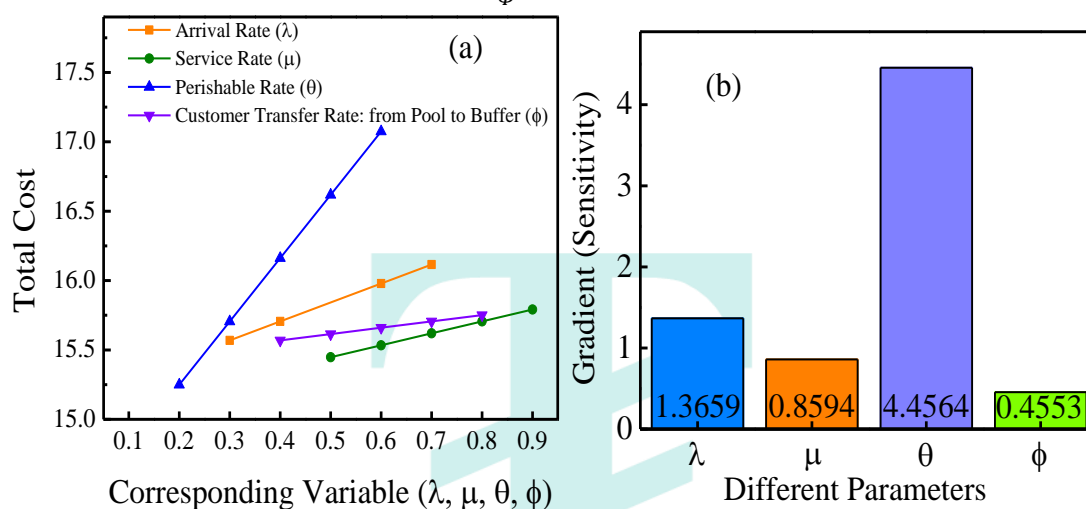 Φ
Arrival Rate (λ)
Service Rate (μ)
Perishable Rate (θ)
Customer Transfer Rate: from Pool to Buffer (ϕ)
(a)
Total Cost
17.5
17.0
16.5
16.0
15.5
15.0
0.1 0.2 0.3 0.4 0.5 0.6 0.7 0.8 0.9
Corresponding Variable (λ, μ, θ, ϕ)
(b)
Gradient (Sensitivity)
4
3
2
1
0
1.3659 0.8594 4.4564 0.4553
λ μ θ ϕ
Different Parameters